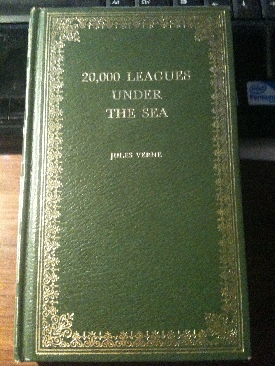 20,000 LEAGUES
UNDER
THE SEA
JULES VERNE